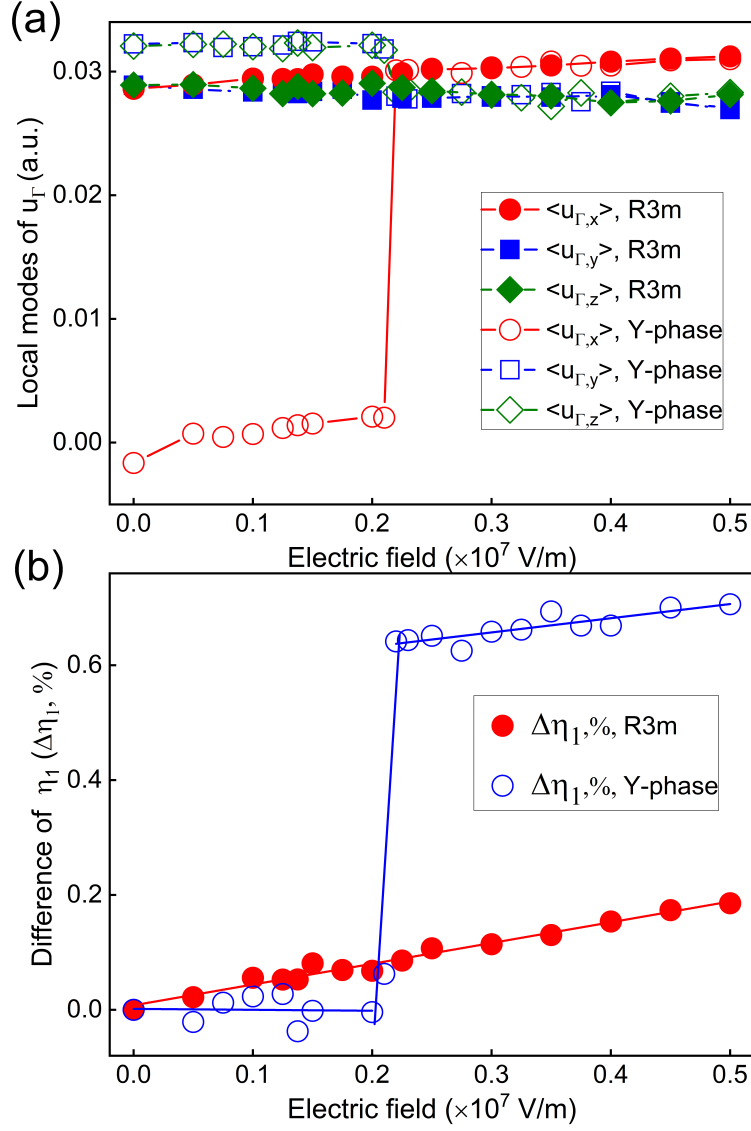 (a)
0.03
0.02
0.01
0.00
Local modes of uΓ (a.u.)
<uΓ,x>, R3m
<uΓ,y>, R3m
<uΓ,z>, R3m
<uΓ,x>, Y-phase
<uΓ,y>, Y-phase
<uΓ,z>, Y-phase
0.0 0.1 0.2 0.3 0.4 0.5
Electric field (×10⁷ V/m)
(b)
0.6
0.4
0.2
0.0
Difference of η₁ (Δη₁, %)
Δη₁,%, R3m
Δη₁,%, Y-phase
0.0 0.1 0.2 0.3 0.4 0.5
Electric field (×10⁷ V/m)